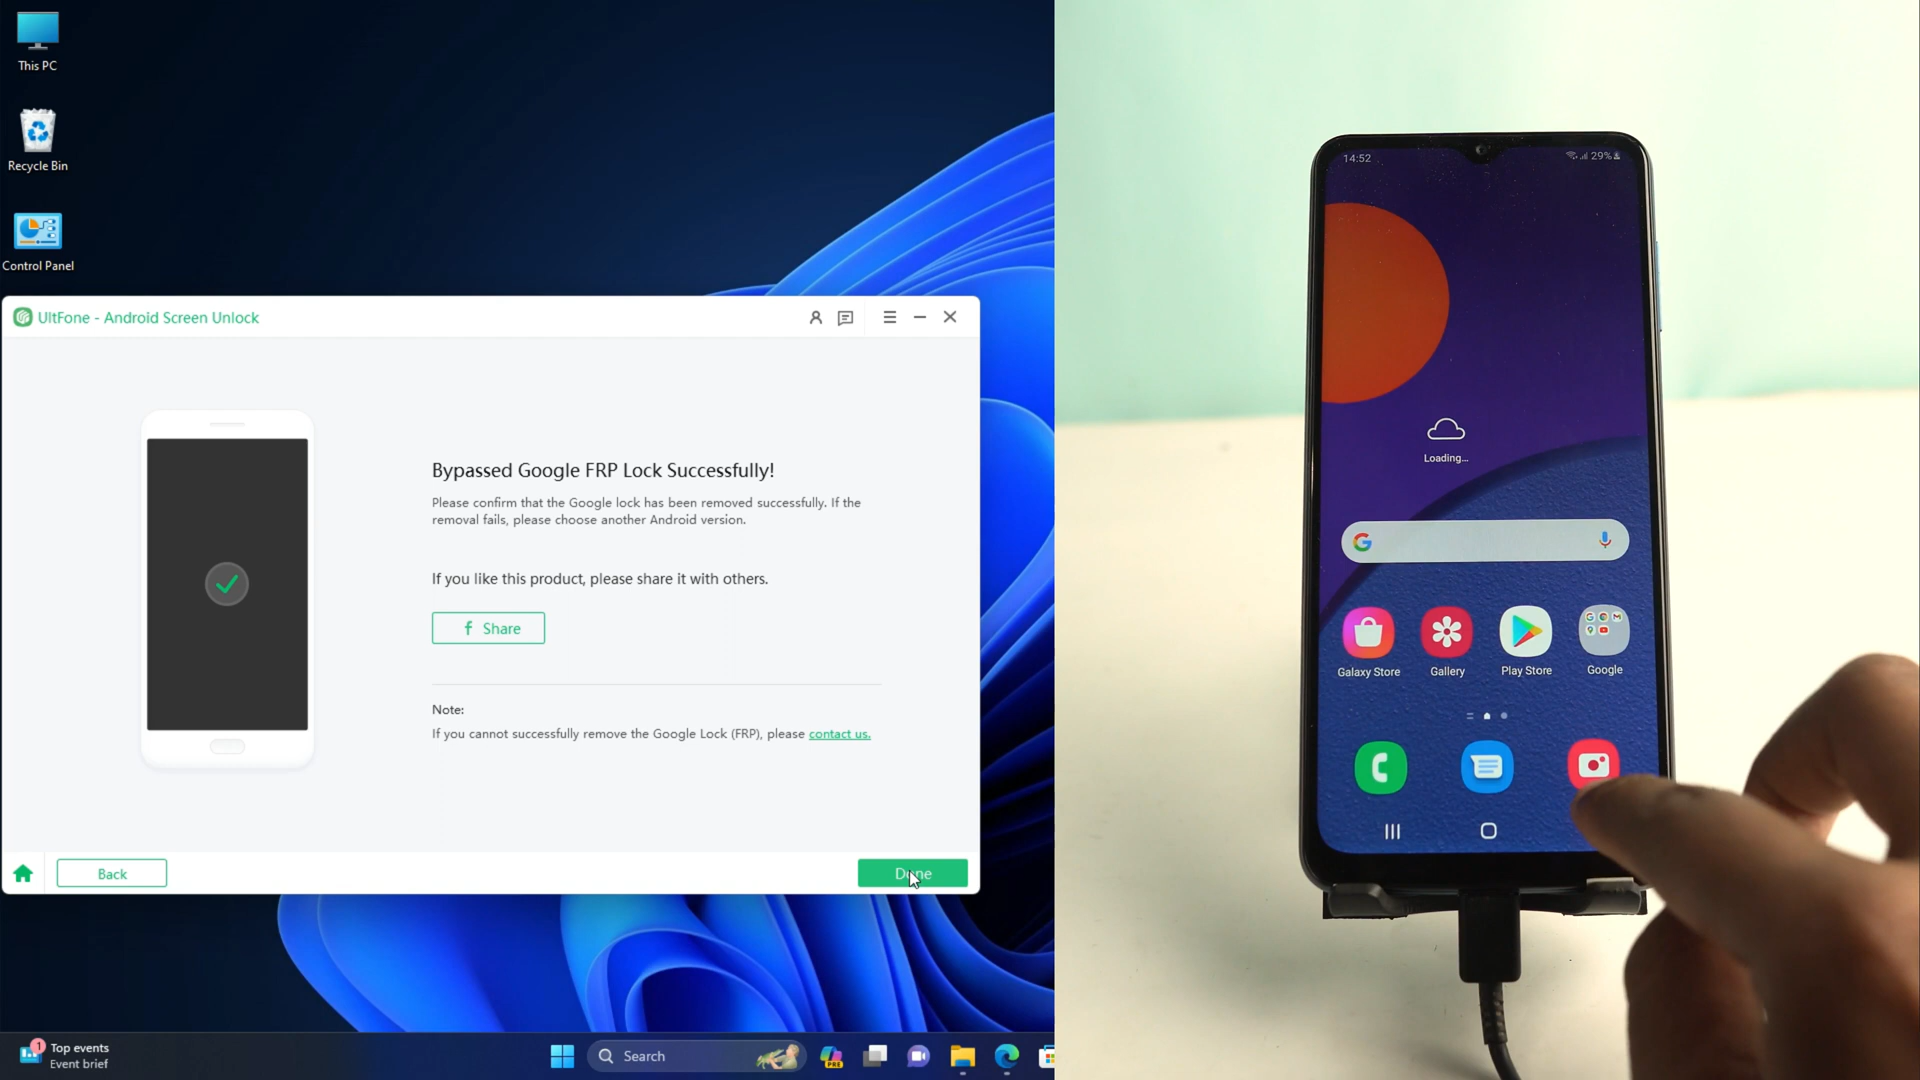 This PC
Recycle Bin
Control Panel
UltFone - Android Screen Unlock
Bypassed Google FRP Lock Successfully!
Please confirm that the Google lock has been removed successfully. If the
removal fails, please choose another Android version.
If you like this product, please share it with others.
f Share
Note:
If you cannot successfully remove the Google Lock (FRP), please contact us.
Back
Done
1
Top events
Event brief
Search
PRE
14:52
29%
Loading...
G
Galaxy Store
Gallery
Play Store
Google